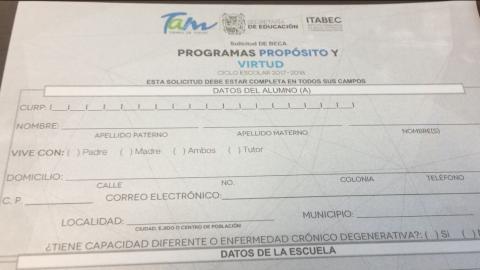 Tam SECRETARÍA DE EDUCACIÓN ITABEC
TIEMPO DE TODOS
Solicitud DE BECA
PROGRAMAS PROPÓSITO Y
VIRTUD
CICLO ESCOLAR 2017-2018
ESTA SOLICITUD DEBE ESTAR COMPLETA EN TODOS SUS CAMPOS
DATOS DEL ALUMNO (A)
CURP:
NOMBRE:
APELLIDO PATERNO APELLIDO MATERNO NOMBRE(S)
VIVE CON: ( ) Padre ( ) Madre ( ) Ambos ( ) Tutor
DOMICILIO:
CALLE NO. COLONIA TELÉFONO
C. P. CORREO ELECTRÓNICO:
LOCALIDAD: MUNICIPIO:
CIUDAD, EJIDO O CENTRO DE POBLACIÓN
¿TIENE CAPACIDAD DIFERENTE O ENFERMEDAD CRÓNICO DEGENERATIVA?: ( ) Si ( )
DATOS DE LA ESCUELA